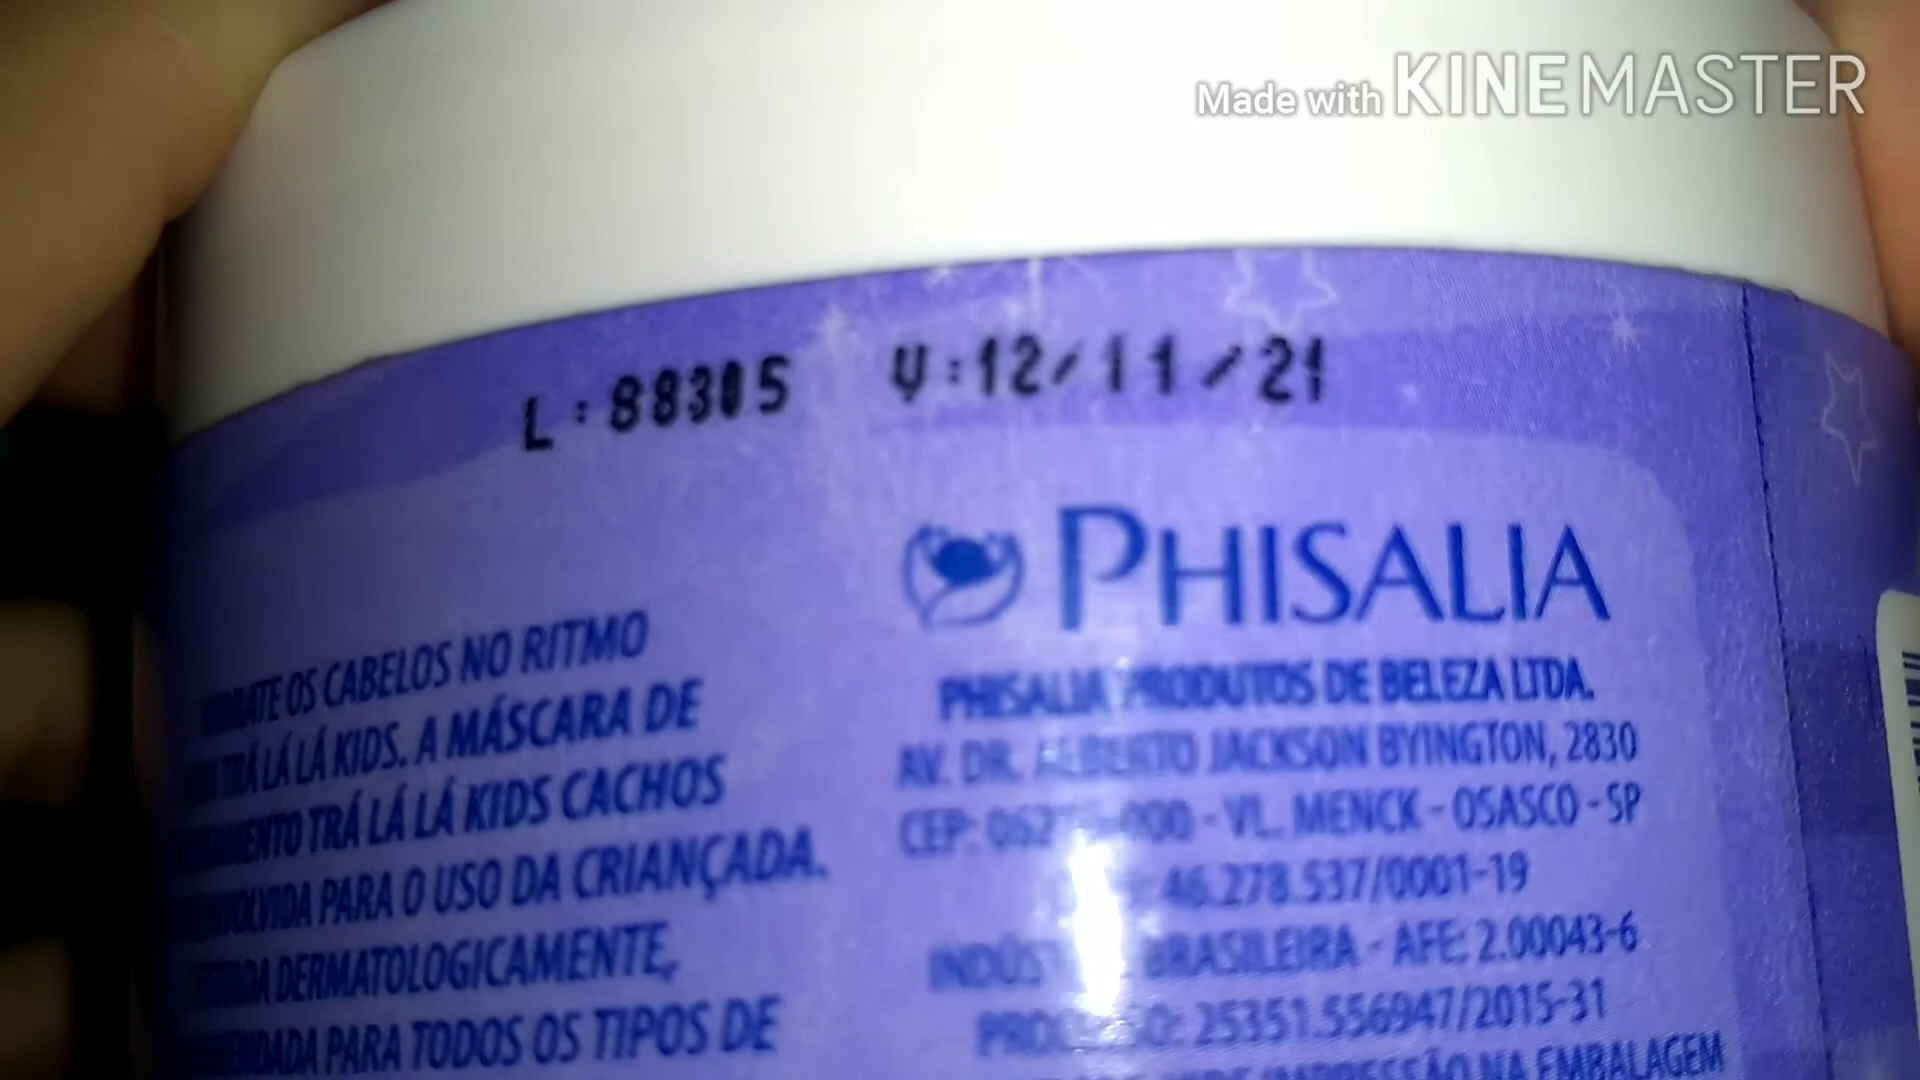 Made with KINEMASTER
L:88305 V:12/11/21
OS CABELOS NO RITMO
TRÁ LÁ LÁ KIDS. A MÁSCARA DE
TRÁ LÁ LÁ KIDS CACHOS
PARA O USO DA CRIANÇADA.
DERMATOLOGICAMENTE,
PARA TODOS OS TIPOS DE
PHISALIA
PHISALIA PRODUTOS DE BELEZA LTDA.
AV. DR. ALBERTO JACKSON BYINGTON, 2830
CEP: - VL. MENCK - OSASCO - SP
46.278.537/0001-19
BRASILEIRA - AFE: 2.00043-6
25351.556947/2015-31
NA EMBALAGEM